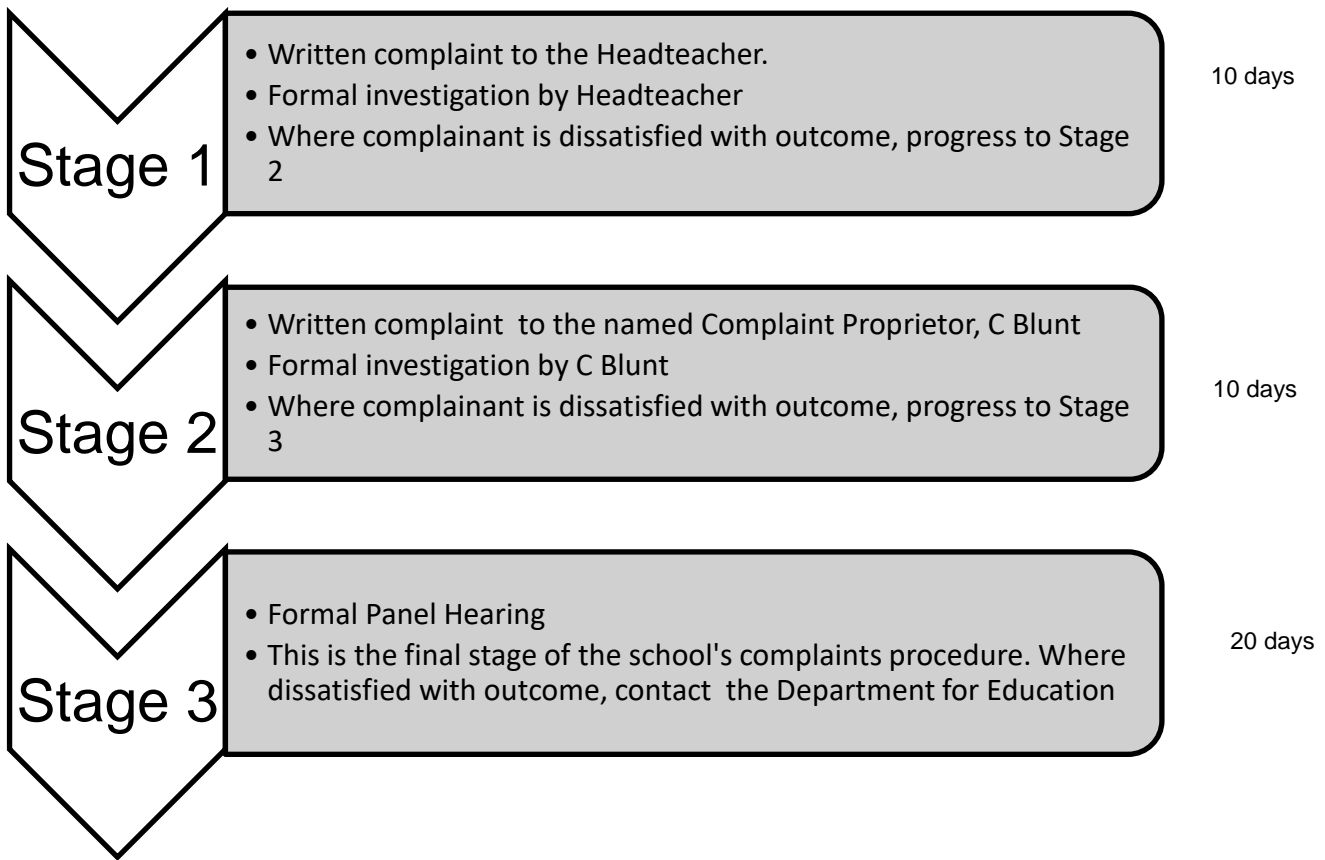 Stage 1
• Written complaint to the Headteacher.
• Formal investigation by Headteacher
• Where complainant is dissatisfied with outcome, progress to Stage
2
10 days
Stage 2
• Written complaint  to the named Complaint Proprietor, C Blunt
• Formal investigation by C Blunt
• Where complainant is dissatisfied with outcome, progress to Stage
3
10 days
Stage 3
• Formal Panel Hearing
• This is the final stage of the school's complaints procedure. Where
dissatisfied with outcome, contact  the Department for Education
20 days